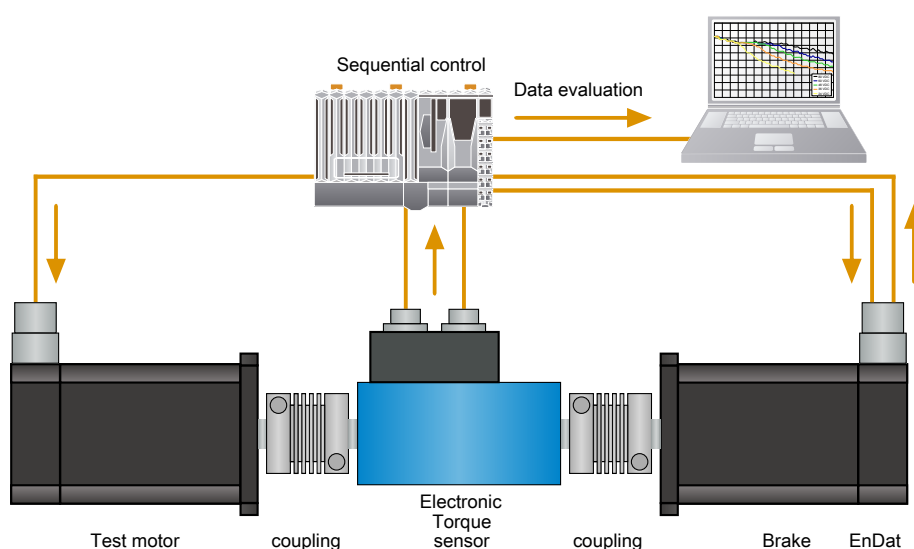 Sequential control
Data evaluation
Electronic
Torque
sensor
Test motor
coupling
coupling
Brake
EnDat